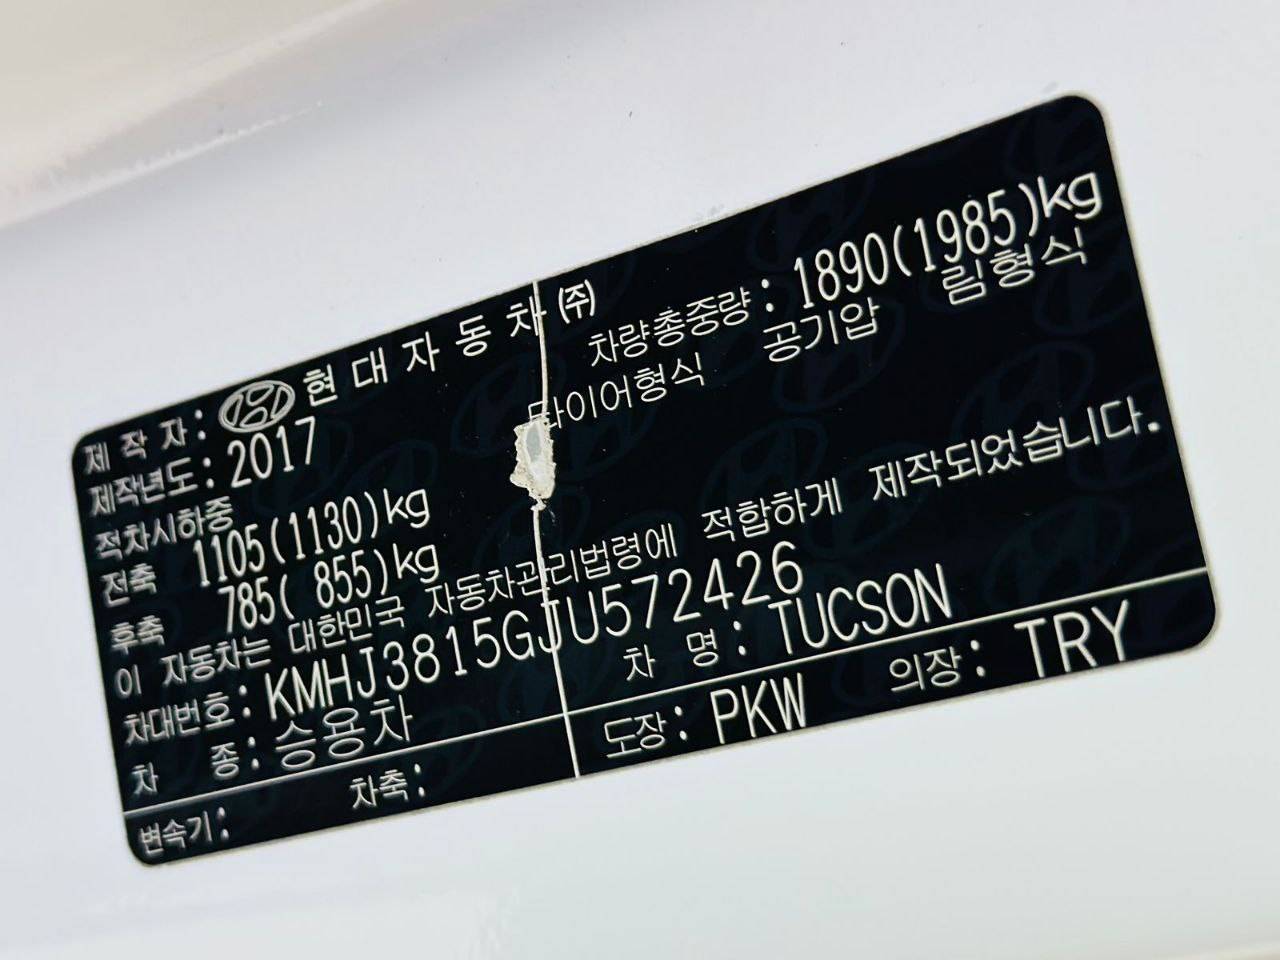 제 작 자 : 현 대 자 동 차 ㈜
제작년도 : 2017
차량총중량 : 1890(1985)kg
적차시하중
타이어형식 공기압 림형식
전축 1105(1130)kg
후축 785( 855)kg
이 자동차는 대한민국 자동차관리법령에 적합하게 제작되었습니다.
차대번호 : KMHJ3815GJU572426
차 종 : 승용차 차 명 : TUCSON
변속기 : 차축 : 도장 : PKW 의장 : TRY